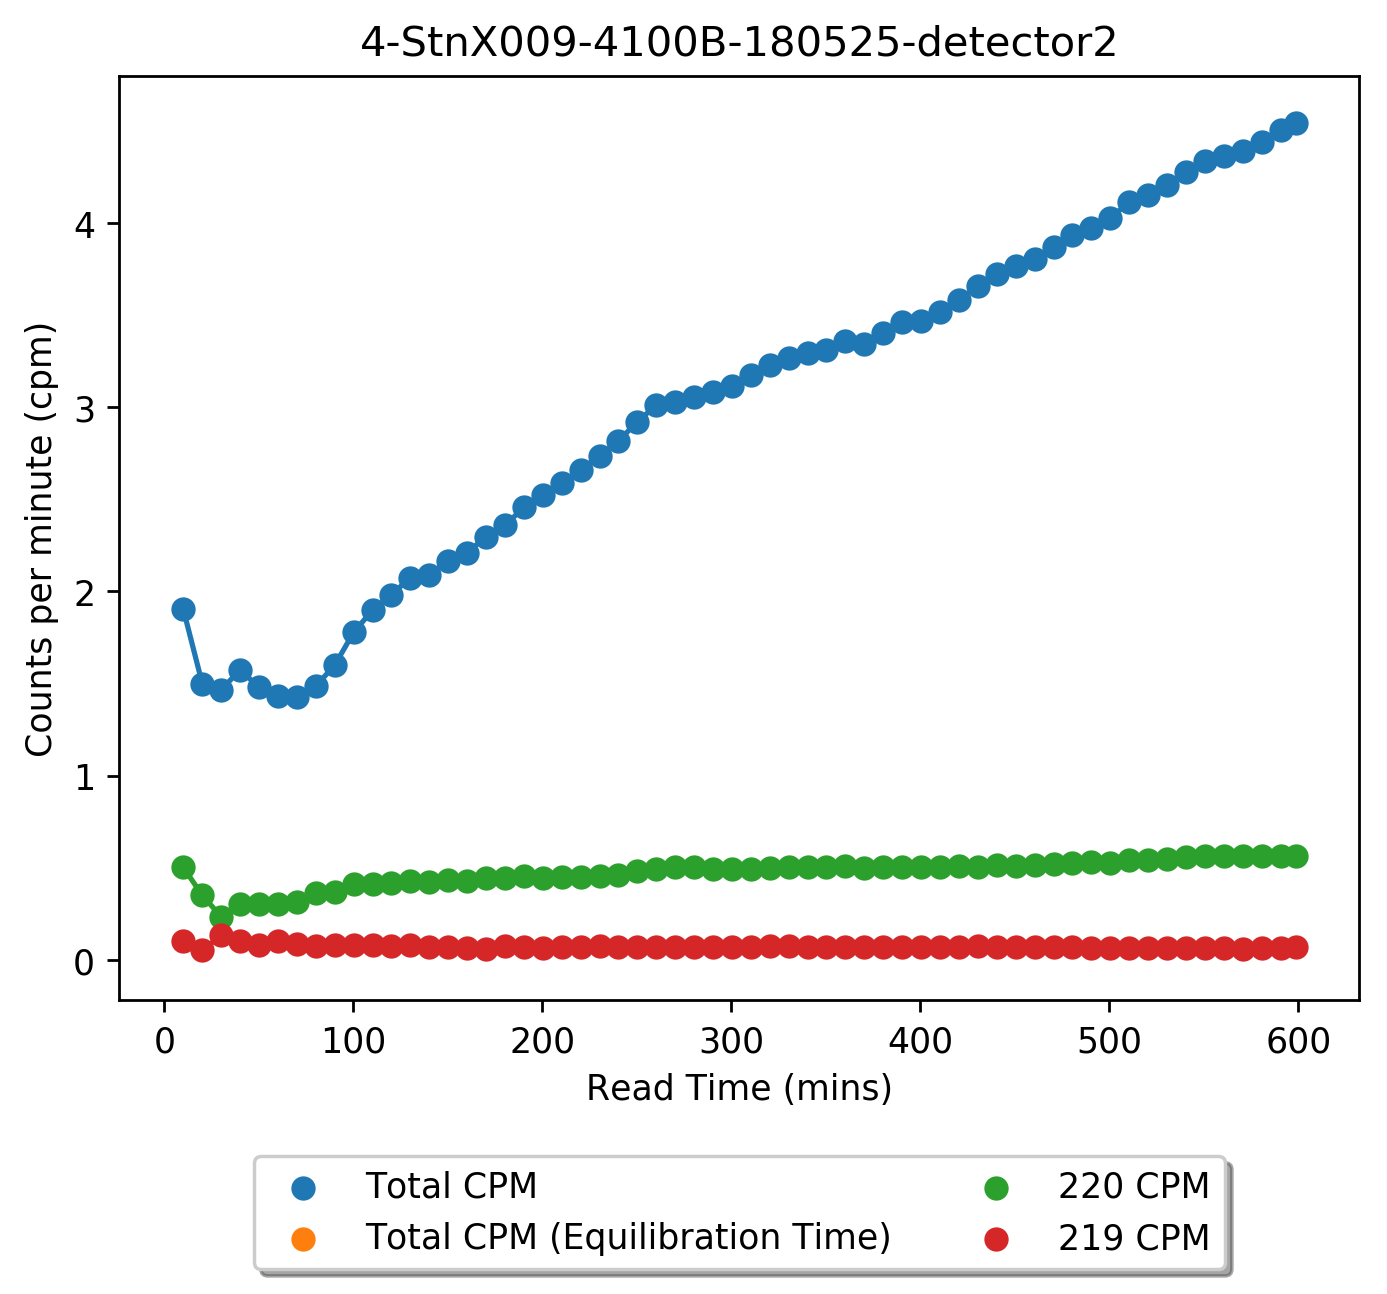 4-StnX009-4100B-180525-detector2
Counts per minute (cpm)
4
3
2
1
0
0 100 200 300 400 500 600
Read Time (mins)
Total CPM
Total CPM (Equilibration Time)
220 CPM
219 CPM